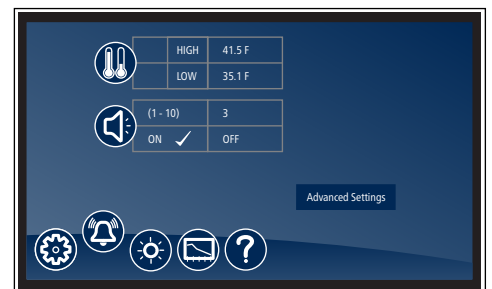 HIGH 41.5 F
LOW 35.1 F
(1 - 10) 3
ON ✓ OFF
Advanced Settings
?